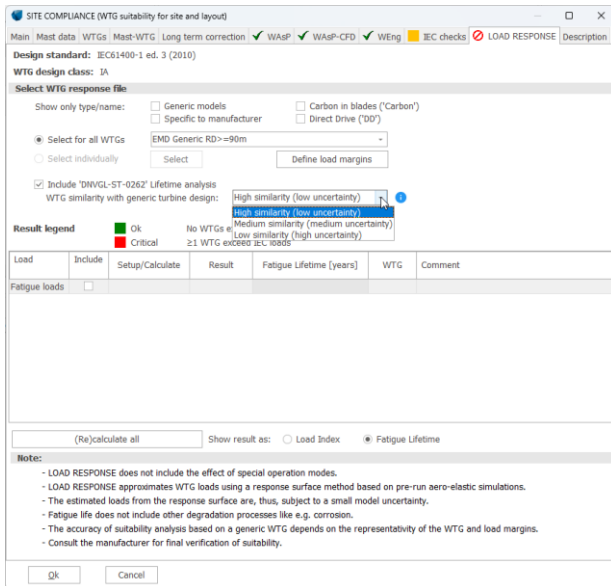 SITE COMPLIANCE (WTG suitability for site and layout)
Main Mast data WTGs Mast-WTG Long term correction WAsP WAsP-CFD WEng IEC checks LOAD RESPONSE Description
Design standard: IEC61400-1 ed. 3 (2010)
WTG design class: IA
Select WTG response file
Show only type/name: Generic models Carbon in blades ('Carbon')
Specific to manufacturer Direct Drive ('DD')
Select for all WTGs EMD Generic RD>=90m
Select individually Select Define load margins
Include 'DNVGL-ST-0262' Lifetime analysis
WTG similarity with generic turbine design: High similarity (low uncertainty)
High similarity (low uncertainty)
Medium similarity (medium uncertainty)
Low similarity (high uncertainty)
Result legend Ok No WTGs
Critical ≥1 WTG exceed IEC loads
Load Include Setup/Calculate Result Fatigue Lifetime [years] WTG Comment
Fatigue loads
(Re)calculate all Show result as: Load Index Fatigue Lifetime
Note:
- LOAD RESPONSE does not include the effect of special operation modes.
- LOAD RESPONSE approximates WTG loads using a response surface method based on pre-run aero-elastic simulations.
- The estimated loads from the response surface are, thus, subject to a small model uncertainty.
- Fatigue life does not include other degradation processes like e.g. corrosion.
- The accuracy of suitability analysis based on a generic WTG depends on the representativity of the WTG and load margins.
- Consult the manufacturer for final verification of suitability.
Ok Cancel